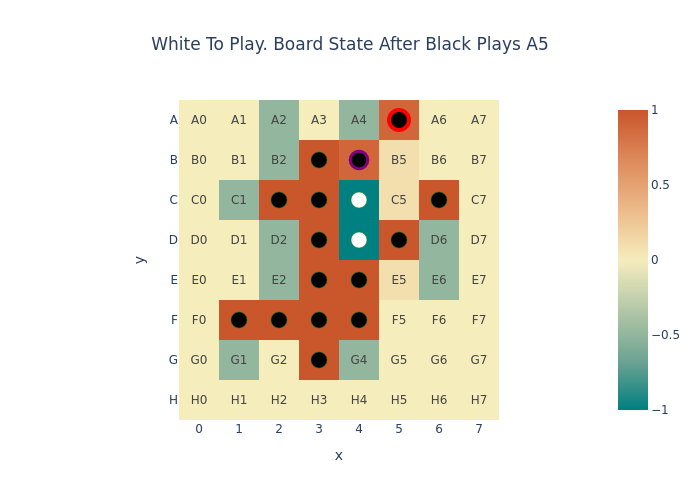 White To Play. Board State After Black Plays A5
A A0 A1 A2 A3 A4 A6 A7
B B0 B1 B2 B5 B6 B7
C C0 C1 C5 C7
D D0 D1 D2 D6 D7
E E0 E1 E2 E5 E6 E7
F F0 F5 F6 F7
G G0 G1 G2 G4 G5 G6 G7
H H0 H1 H2 H3 H4 H5 H6 H7
0 1 2 3 4 5 6 7
x
y
1
0.5
0
−0.5
−1